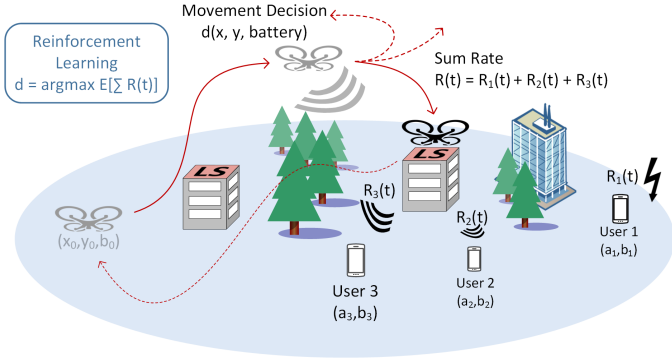 Movement Decision
d(x, y, battery)
Reinforcement
Learning
d = argmax E[∑ R(t)]
Sum Rate
R(t) = R₁(t) + R₂(t) + R₃(t)
LS
LS
R₃(t)
R₂(t)
R₁(t)
(x₀,y₀,b₀)
User 1
(a₁,b₁)
User 2
(a₂,b₂)
User 3
(a₃,b₃)